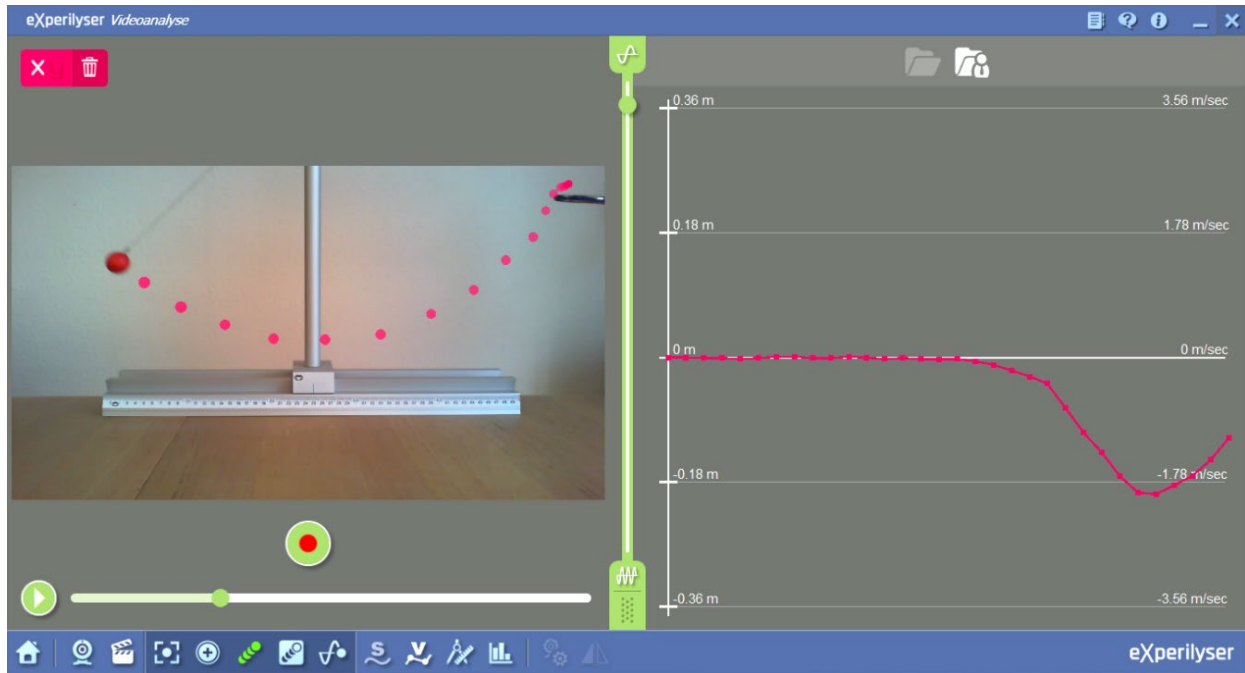 eXperilyser Videoanalyse
0.36 m 3.56 m/sec
0.18 m 1.78 m/sec
0 m 0 m/sec
-0.18 m -1.78 m/sec
-0.36 m -3.56 m/sec
S V
eXperilyser